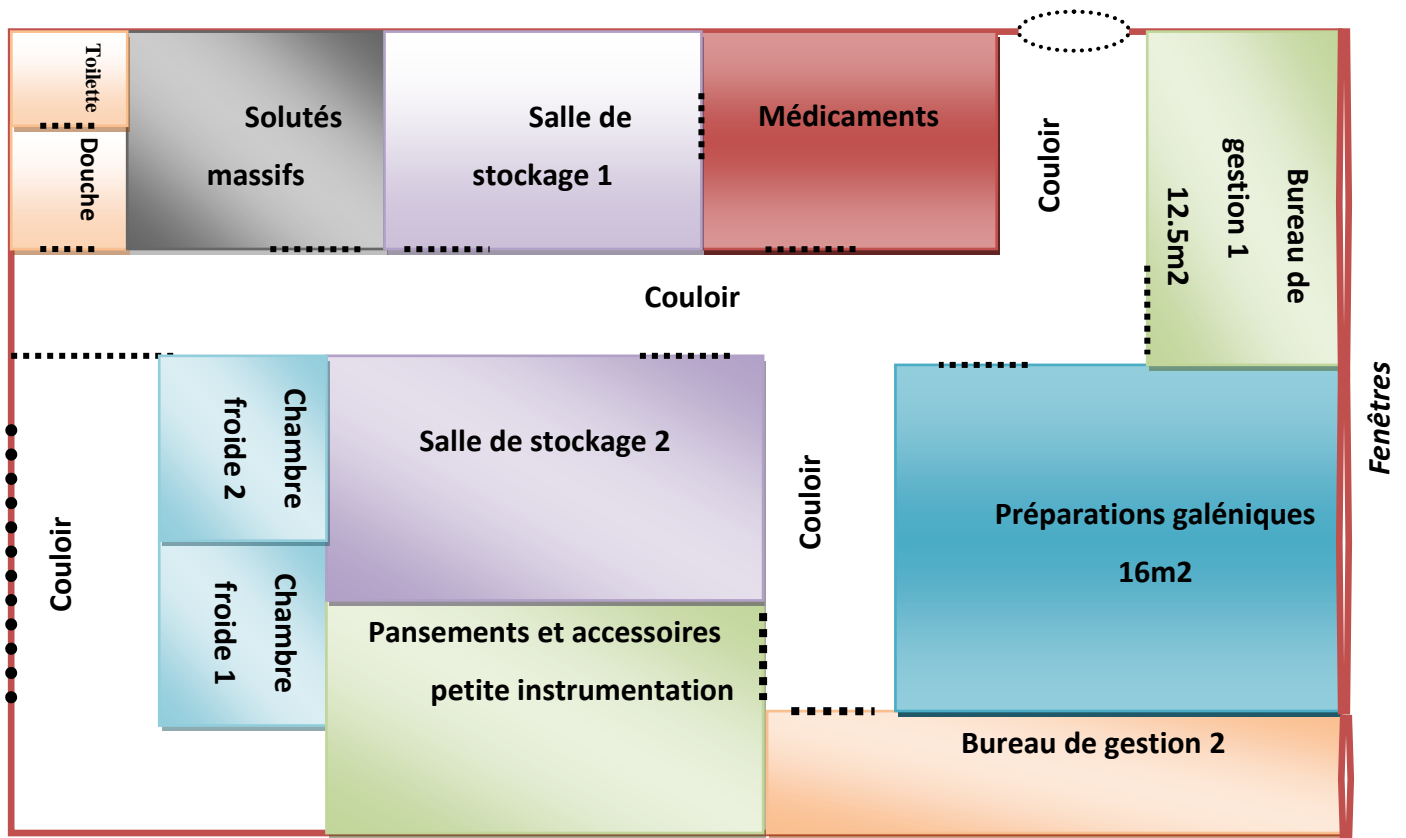 Toilette
Douche
Solutés
massifs
Salle de
stockage 1
Médicaments
Couloir
Bureau de
gestion 1
12.5m2
Couloir
Fenêtres
Chambre
froide 2
Salle de stockage 2
Couloir
Préparations galéniques
16m2
Couloir
Chambre
froide 1
Pansements et accessoires
petite instrumentation
Bureau de gestion 2